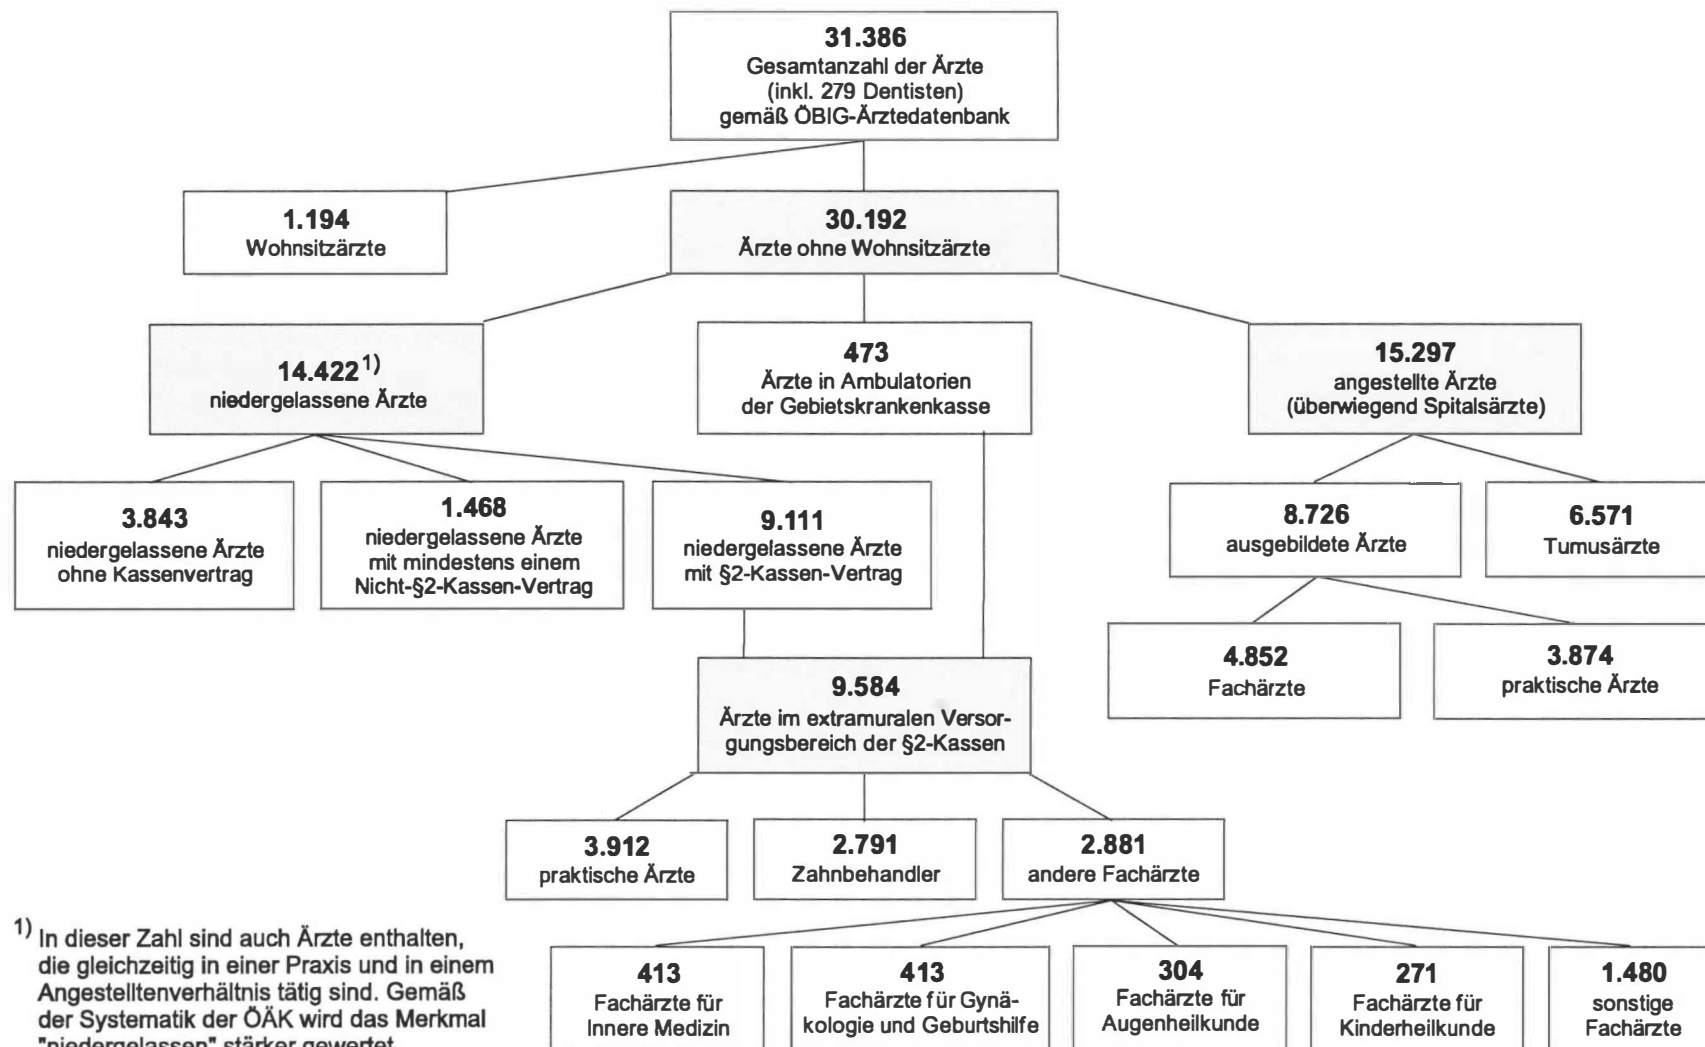 31.386
Gesamtanzahl der Ärzte
(inkl. 279 Dentisten)
gemäß ÖBIG-Ärztedatenbank
1.194
Wohnsitzärzte
30.192
Ärzte ohne Wohnsitzärzte
14.422 1)
niedergelassene Ärzte
473
Ärzte in Ambulatorien
der Gebietskrankenkasse
15.297
angestellte Ärzte
(überwiegend Spitalsärzte)
3.843
niedergelassene Ärzte
ohne Kassenvertrag
1.468
niedergelassene Ärzte
mit mindestens einem
Nicht-§2-Kassen-Vertrag
9.111
niedergelassene Ärzte
mit §2-Kassen-Vertrag
8.726
ausgebildete Ärzte
6.571
Turnusärzte
4.852
Fachärzte
3.874
praktische Ärzte
9.584
Ärzte im extramuralen Versor-
gungsbereich der §2-Kassen
3.912
praktische Ärzte
2.791
Zahnbehandler
2.881
andere Fachärzte
413
Fachärzte für
Innere Medizin
413
Fachärzte für Gynä-
kologie und Geburtshilfe
304
Fachärzte für
Augenheilkunde
271
Fachärzte für
Kinderheilkunde
1.480
sonstige
Fachärzte
1) In dieser Zahl sind auch Ärzte enthalten,
die gleichzeitig in einer Praxis und in einem
Angestelltenverhältnis tätig sind. Gemäß
der Systematik der ÖÄK wird das Merkmal
"niedergelassen" stärker gewertet